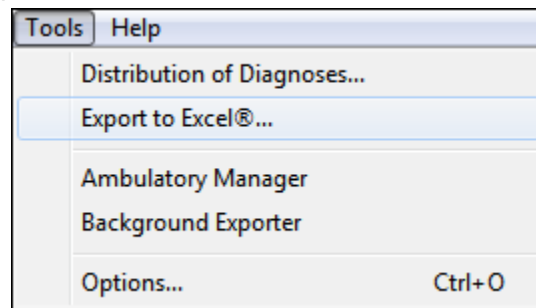 Tools Help
Distribution of Diagnoses...
Export to Excel®...
Ambulatory Manager
Background Exporter
Options... Ctrl+O